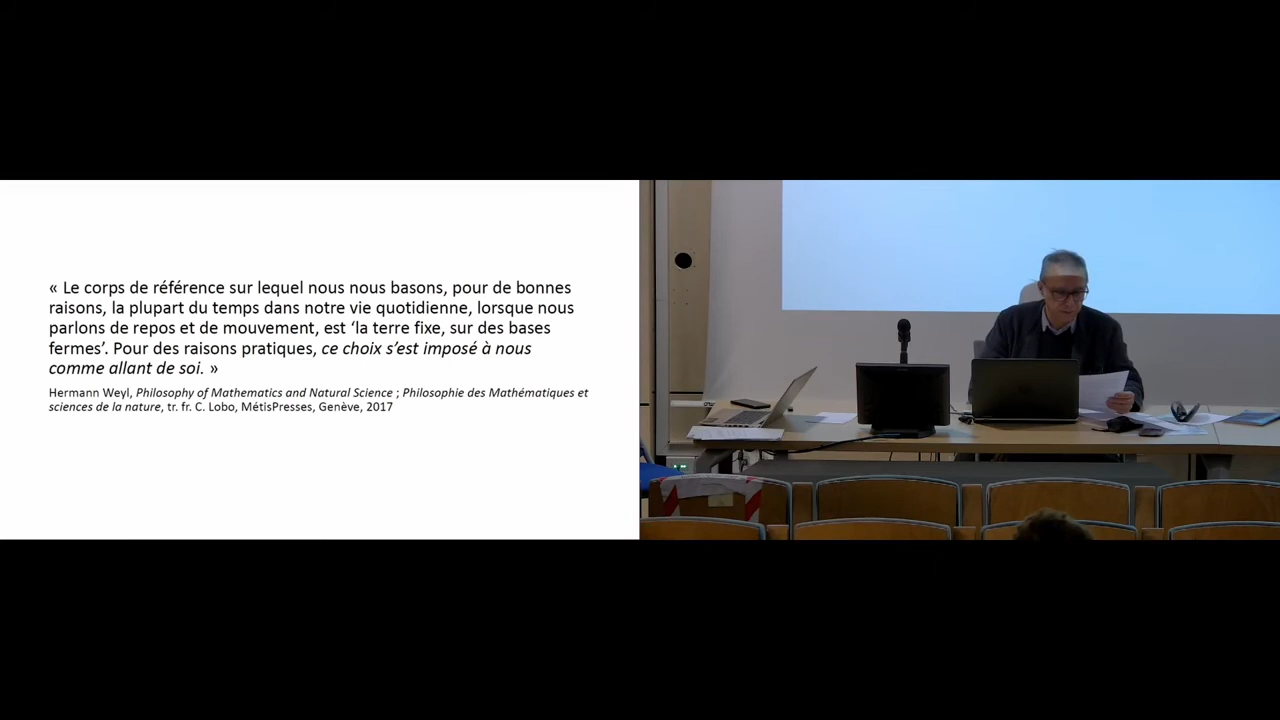 « Le corps de référence sur lequel nous nous basons, pour de bonnes
raisons, la plupart du temps dans notre vie quotidienne, lorsque nous
parlons de repos et de mouvement, est ‘la terre fixe, sur des bases
fermes’. Pour des raisons pratiques, ce choix s’est imposé à nous
comme allant de soi. »
Hermann Weyl, Philosophy of Mathematics and Natural Science ; Philosophie des Mathématiques et
sciences de la nature, tr. fr. C. Lobo, MétisPresses, Genève, 2017